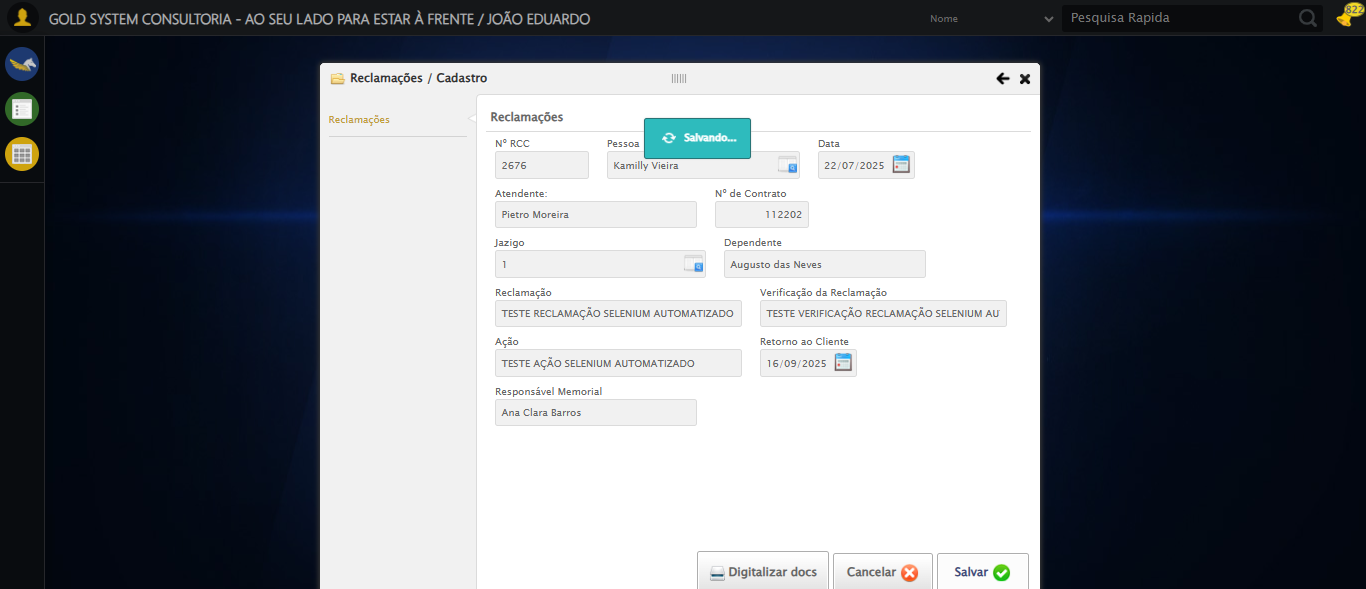 GOLD SYSTEM CONSULTORIA - AO SEU LADO PARA ESTAR À FRENTE / JOÃO EDUARDO
Nome
Pesquisa Rapida
822
Reclamações / Cadastro
Reclamações
Reclamações
Salvando...
Nº RCC
Pessoa
Data
2676
Kamilly Vieira
22/07/2025
Atendente:
Nº de Contrato
Pietro Moreira
112202
Jazigo
Dependente
1
Augusto das Neves
Reclamação
Verificação da Reclamação
TESTE RECLAMAÇÃO SELENIUM AUTOMATIZADO
TESTE VERIFICAÇÃO RECLAMAÇÃO SELENIUM AU
Ação
Retorno ao Cliente
TESTE AÇÃO SELENIUM AUTOMATIZADO
16/09/2025
Responsável Memorial
Ana Clara Barros
Digitalizar docs
Cancelar
Salvar